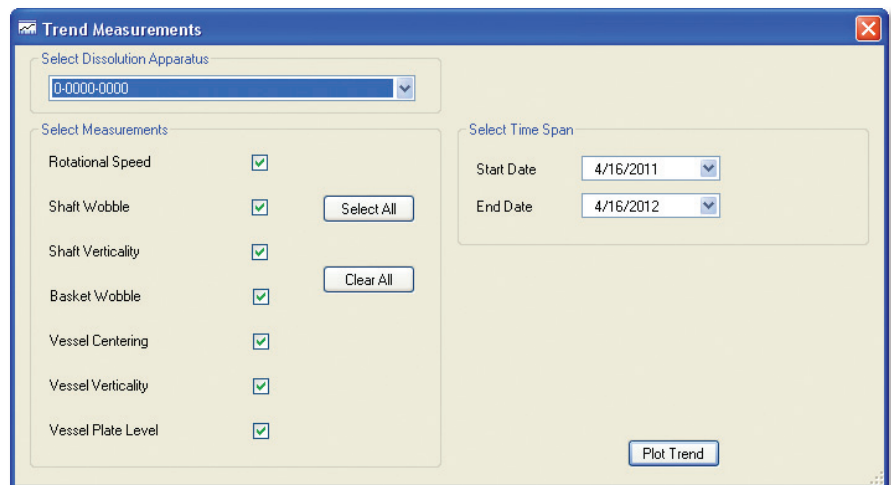 Trend Measurements
Select Dissolution Apparatus
0-0000-0000
Select Measurements
Rotational Speed
Shaft Wobble
Shaft Verticality
Basket Wobble
Vessel Centering
Vessel Verticality
Vessel Plate Level
Select All
Clear All
Select Time Span
Start Date 4/16/2011
End Date 4/16/2012
Plot Trend